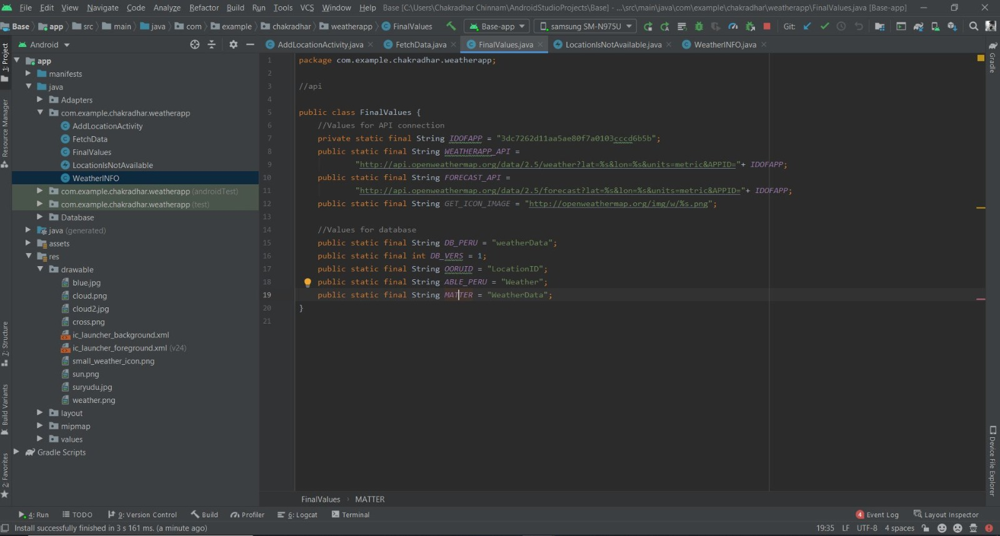 File Edit View Navigate Code Analyze Refactor Build Run Tools VCS Window Help Base [C:\Users\Chakradhar Chinnam\AndroidStudioProjects\Base] - ...\src\main\java\com\example\chakradhar\weatherapp\FinalValues.java [Base-app]
Base app src main java com example chakradhar weatherapp FinalValues Base-app samsung SM-N975U Git:
Android AddLocationActivity.java FetchData.java FinalValues.java LocationIsNotAvailable.java WeatherINFO.java
1: Project
Resource Manager
7: Structure
Build Variants
2: Favorites
app
manifests
java
Adapters
com.example.chakradhar.weatherapp
AddLocationActivity
FetchData
FinalValues
LocationIsNotAvailable
WeatherINFO
com.example.chakradhar.weatherapp (androidTest)
com.example.chakradhar.weatherapp (test)
Database
java (generated)
assets
res
drawable
blue.jpg
cloud.png
cloud2.jpg
cross.png
ic_launcher_background.xml
ic_launcher_foreground.xml (v24)
small_weather_icon.png
sun.png
suryudu.jpg
weather.png
layout
mipmap
values
Gradle Scripts
1 package com.example.chakradhar.weatherapp;
2
3 //api
4
5 public class FinalValues {
6 //Values for API connection
7 private static final String IDOFAPP = "3dc7262d11aa5ae80f7a0103cccd6b5b";
8 public static final String WEATHERAPP_API =
9 "http://api.openweathermap.org/data/2.5/weather?lat=%s&lon=%s&units=metric&APPID="+ IDOFAPP;
10 public static final String FORECAST_API =
11 "http://api.openweathermap.org/data/2.5/forecast?lat=%s&lon=%s&units=metric&APPID="+ IDOFAPP;
12 public static final String GET_ICON_IMAGE = "http://openweathermap.org/img/w/%s.png";
13
14 //Values for database
15 public static final String DB_PERU = "weatherData";
16 public static final int DB_VERS = 1;
17 public static final String OORUID = "LocationID";
18 public static final String ABLE_PERU = "Weather";
19 public static final String MATTER = "WeatherData";
20 }
21
Gradle
Device File Explorer
FinalValues MATTER
4: Run TODO 9: Version Control Build Profiler 6: Logcat Terminal 4 Event Log Layout Inspector
Install successfully finished in 3 s 161 ms. (a minute ago) 19:35 LF UTF-8 4 spaces